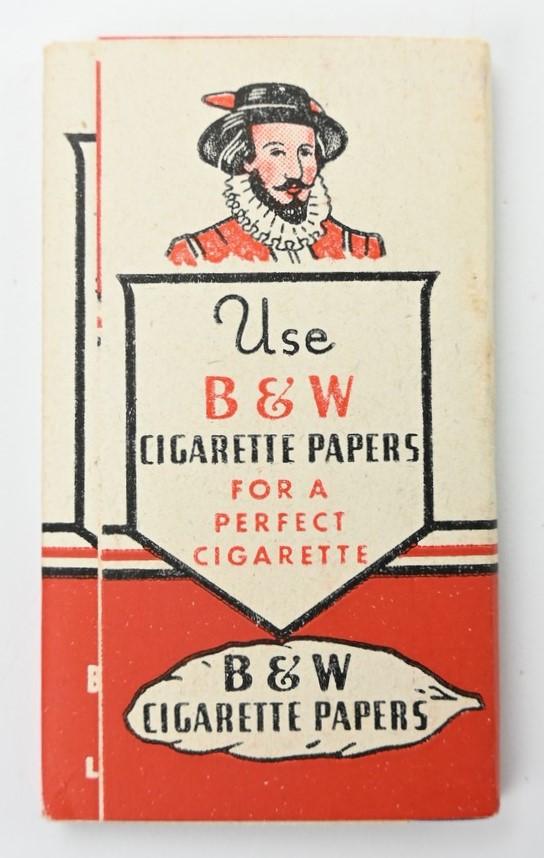 Use
B & W
CIGARETTE PAPERS
FOR A
PERFECT
CIGARETTE
B & W
CIGARETTE PAPERS
B
L